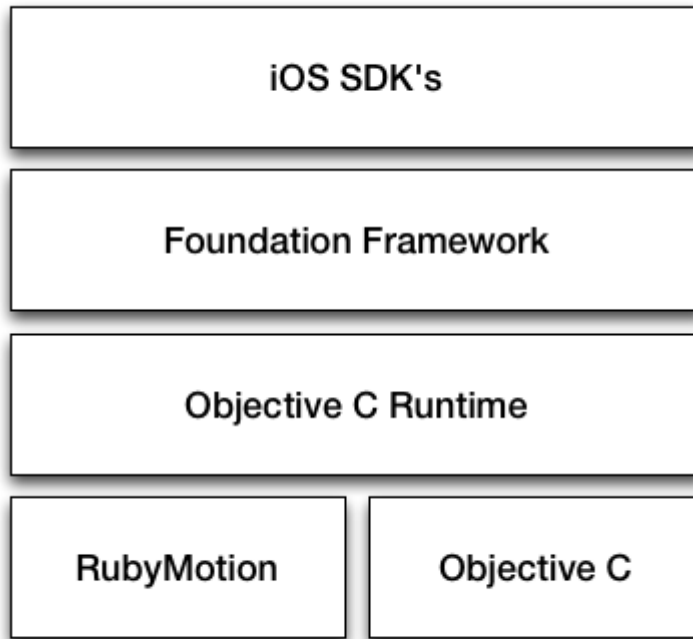 iOS SDK's
Foundation Framework
Objective C Runtime
RubyMotion
Objective C